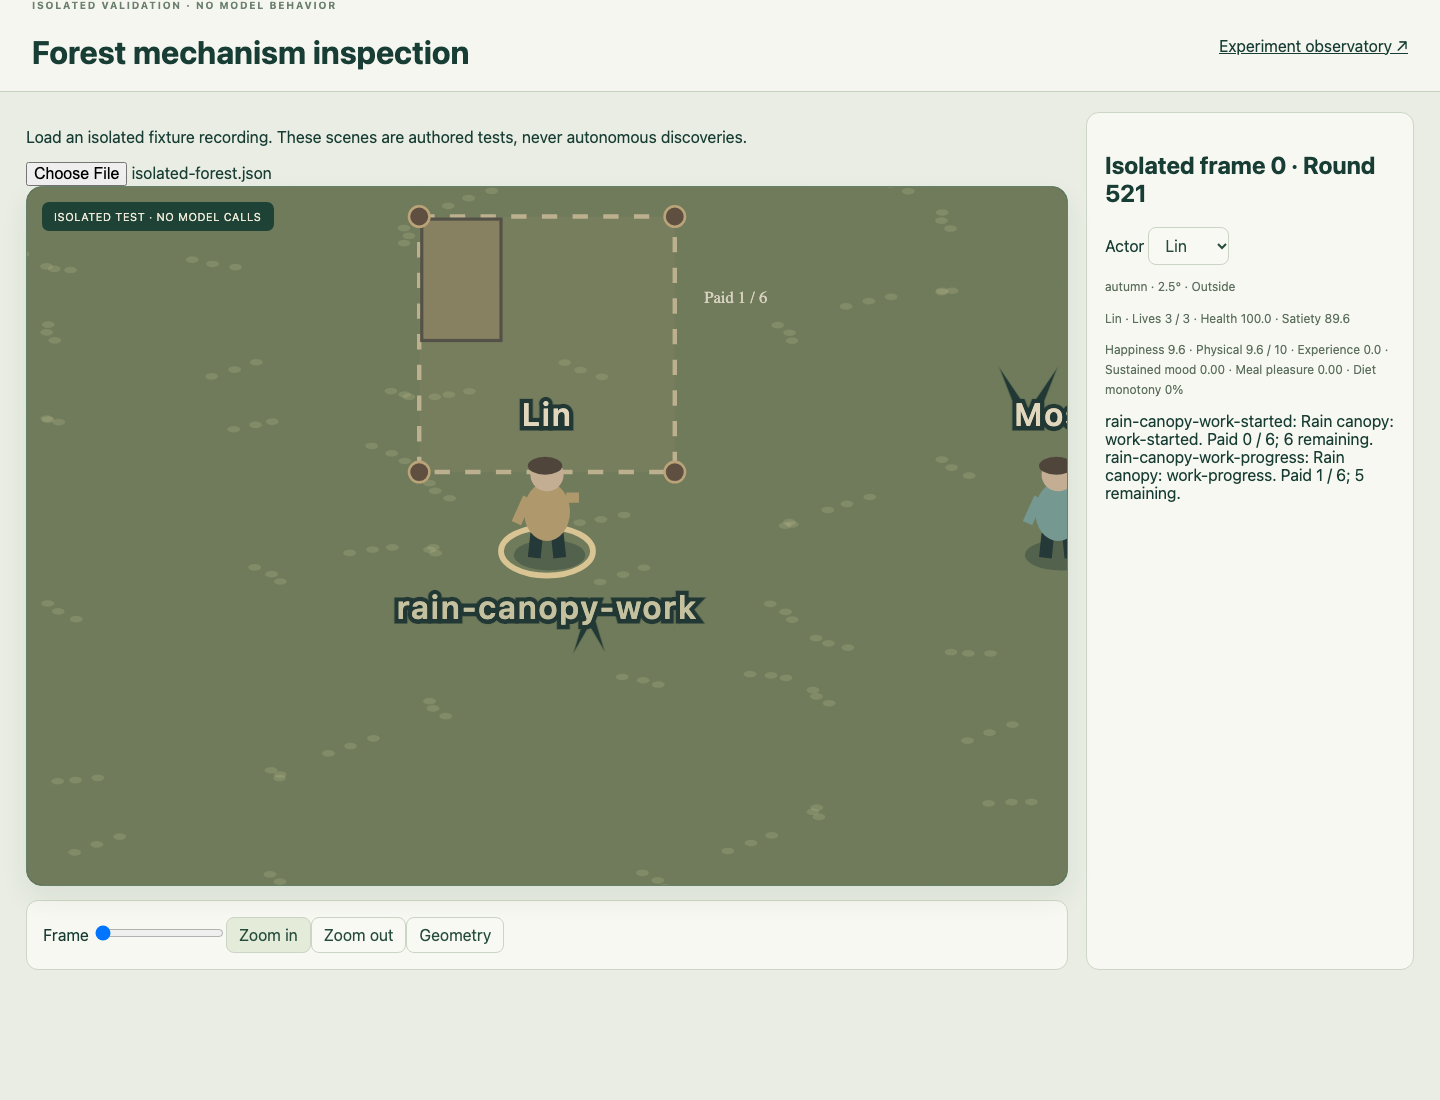 ISOLATED VALIDATION · NO MODEL BEHAVIOR
Forest mechanism inspection
Experiment observatory ↗
Load an isolated fixture recording. These scenes are authored tests, never autonomous discoveries.
Choose File isolated-forest.json
ISOLATED TEST · NO MODEL CALLS
Paid 1 / 6
Lin
Mos
rain-canopy-work
Frame
Zoom in
Zoom out
Geometry
Isolated frame 0 · Round
521
Actor Lin
autumn · 2.5° · Outside
Lin · Lives 3 / 3 · Health 100.0 · Satiety 89.6
Happiness 9.6 · Physical 9.6 / 10 · Experience 0.0 ·
Sustained mood 0.00 · Meal pleasure 0.00 · Diet
monotony 0%
rain-canopy-work-started: Rain canopy:
work-started. Paid 0 / 6; 6 remaining.
rain-canopy-work-progress: Rain
canopy: work-progress. Paid 1 / 6; 5
remaining.